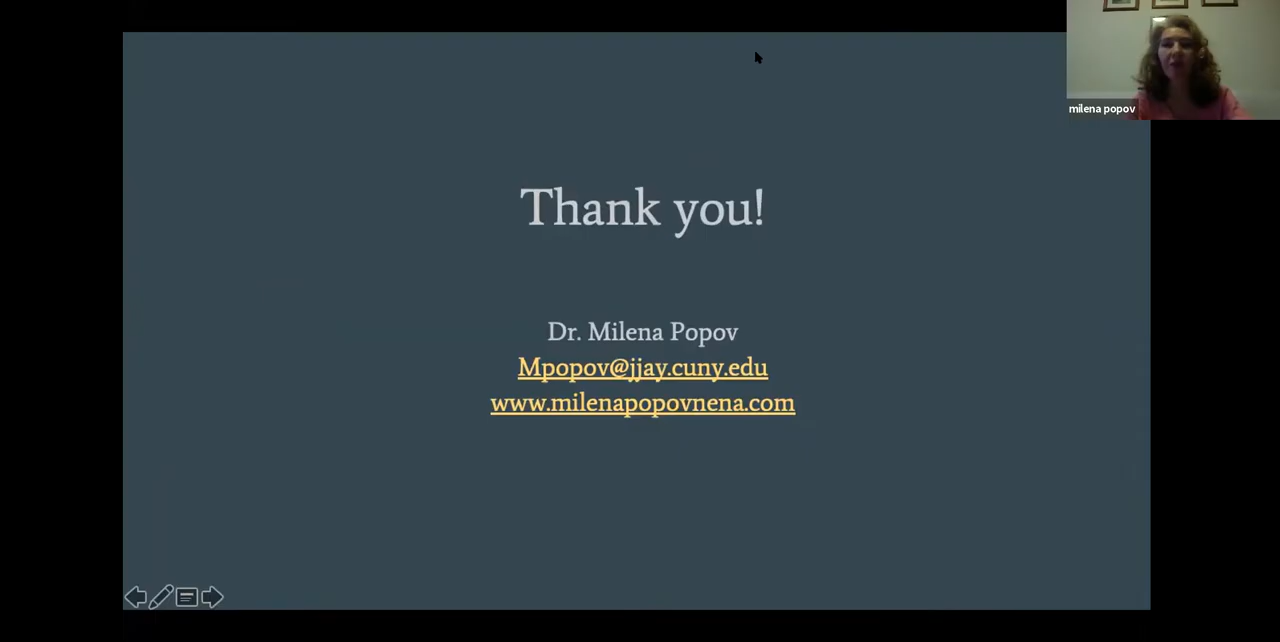 milena popov
Thank you!
Dr. Milena Popov
Mpopov@jjay.cuny.edu
www.milenapopovnena.com